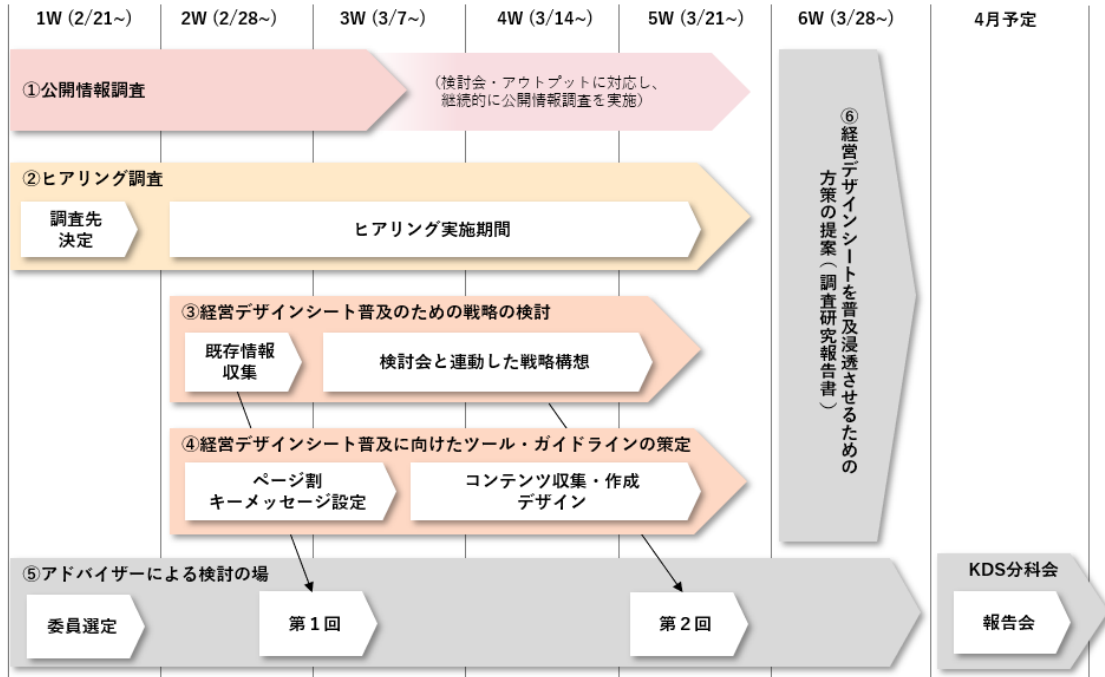 1W (2/21~)
2W (2/28~)
3W (3/7~)
4W (3/14~)
5W (3/21~)
6W (3/28~)
4月予定
①公開情報調査
（検討会・アウトプットに対応し、
継続的に公開情報調査を実施）
②ヒアリング調査
調査先
決定
ヒアリング実施期間
③経営デザインシート普及のための戦略の検討
既存情報
収集
検討会と連動した戦略構想
④経営デザインシート普及に向けたツール・ガイドラインの策定
ページ割
キーメッセージ設定
コンテンツ収集・作成
デザイン
⑤アドバイザーによる検討の場
委員選定
第１回
第２回
⑥経営デザインシートを普及浸透させるための
方策の提案（調査研究報告書）
KDS分科会
報告会